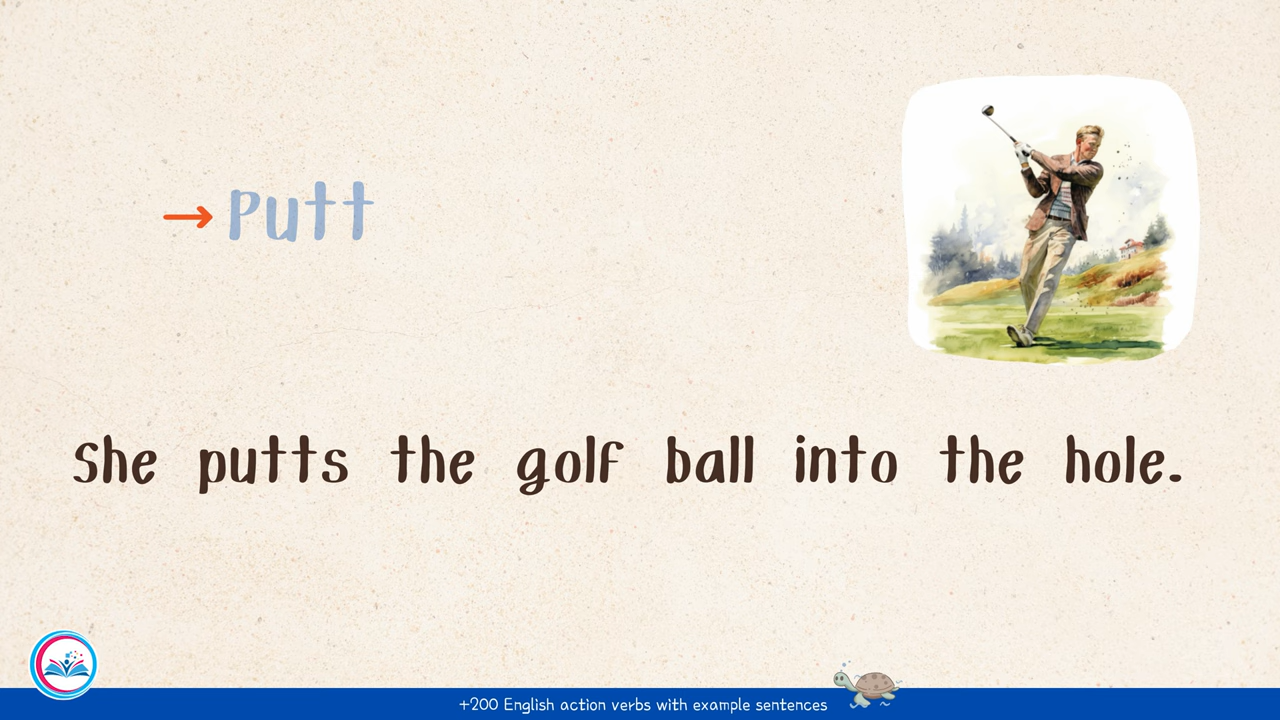 → Putt
She putts the golf ball into the hole.
+200 English action verbs with example sentences